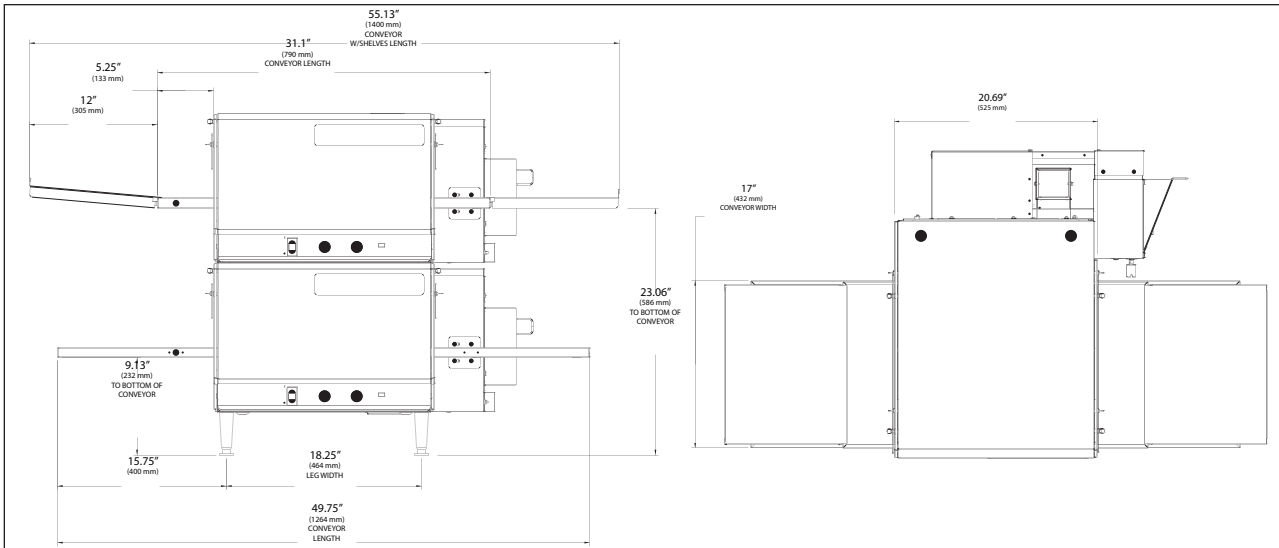 55.13”
(1400 mm)
CONVEYOR
W/SHELVES LENGTH
31.1”
(790 mm)
CONVEYOR LENGTH
5.25”
(133 mm)
12”
(305 mm)
23.06”
(586 mm)
TO BOTTOM OF
CONVEYOR
9.13”
(232 mm)
TO BOTTOM OF
CONVEYOR
15.75”
(400 mm)
18.25”
(464 mm)
LEG WIDTH
49.75”
(1264 mm)
CONVEYOR
LENGTH
20.69”
(525 mm)
17”
(432 mm)
CONVEYOR WIDTH